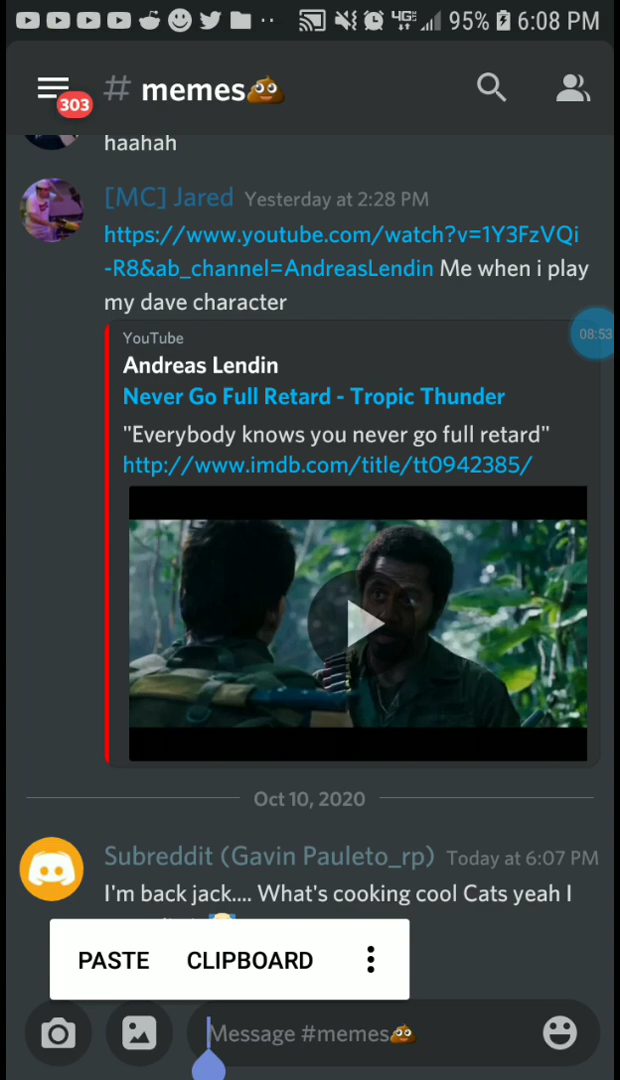 4GE 95% 6:08 PM
303 # memes💩
haahah
[MC] Jared Yesterday at 2:28 PM
https://www.youtube.com/watch?v=1Y3FzVQi
-R8&ab_channel=AndreasLendin Me when i play
my dave character
YouTube
08:53
Andreas Lendin
Never Go Full Retard - Tropic Thunder
"Everybody knows you never go full retard"
http://www.imdb.com/title/tt0942385/
Oct 10, 2020
Subreddit (Gavin Pauleto_rp) Today at 6:07 PM
I'm back jack.... What's cooking cool Cats yeah I
PASTE CLIPBOARD
Message #memes💩